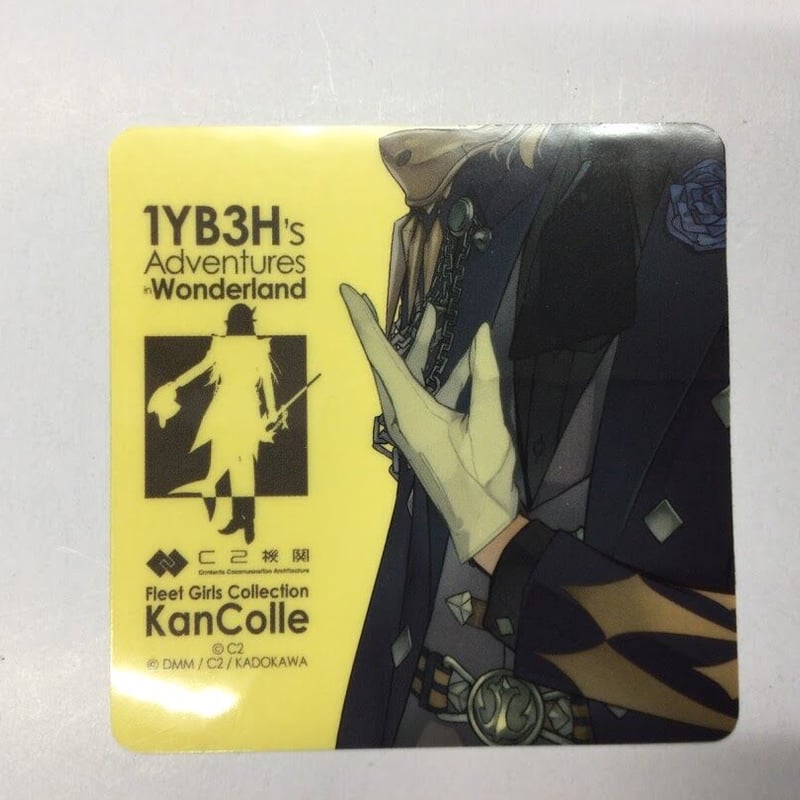 1YB3H's
Adventures
in Wonderland
C2機関
Contents Communication Architecture
Fleet Girls Collection
KanColle
© C2
© DMM / C2 / KADOKAWA